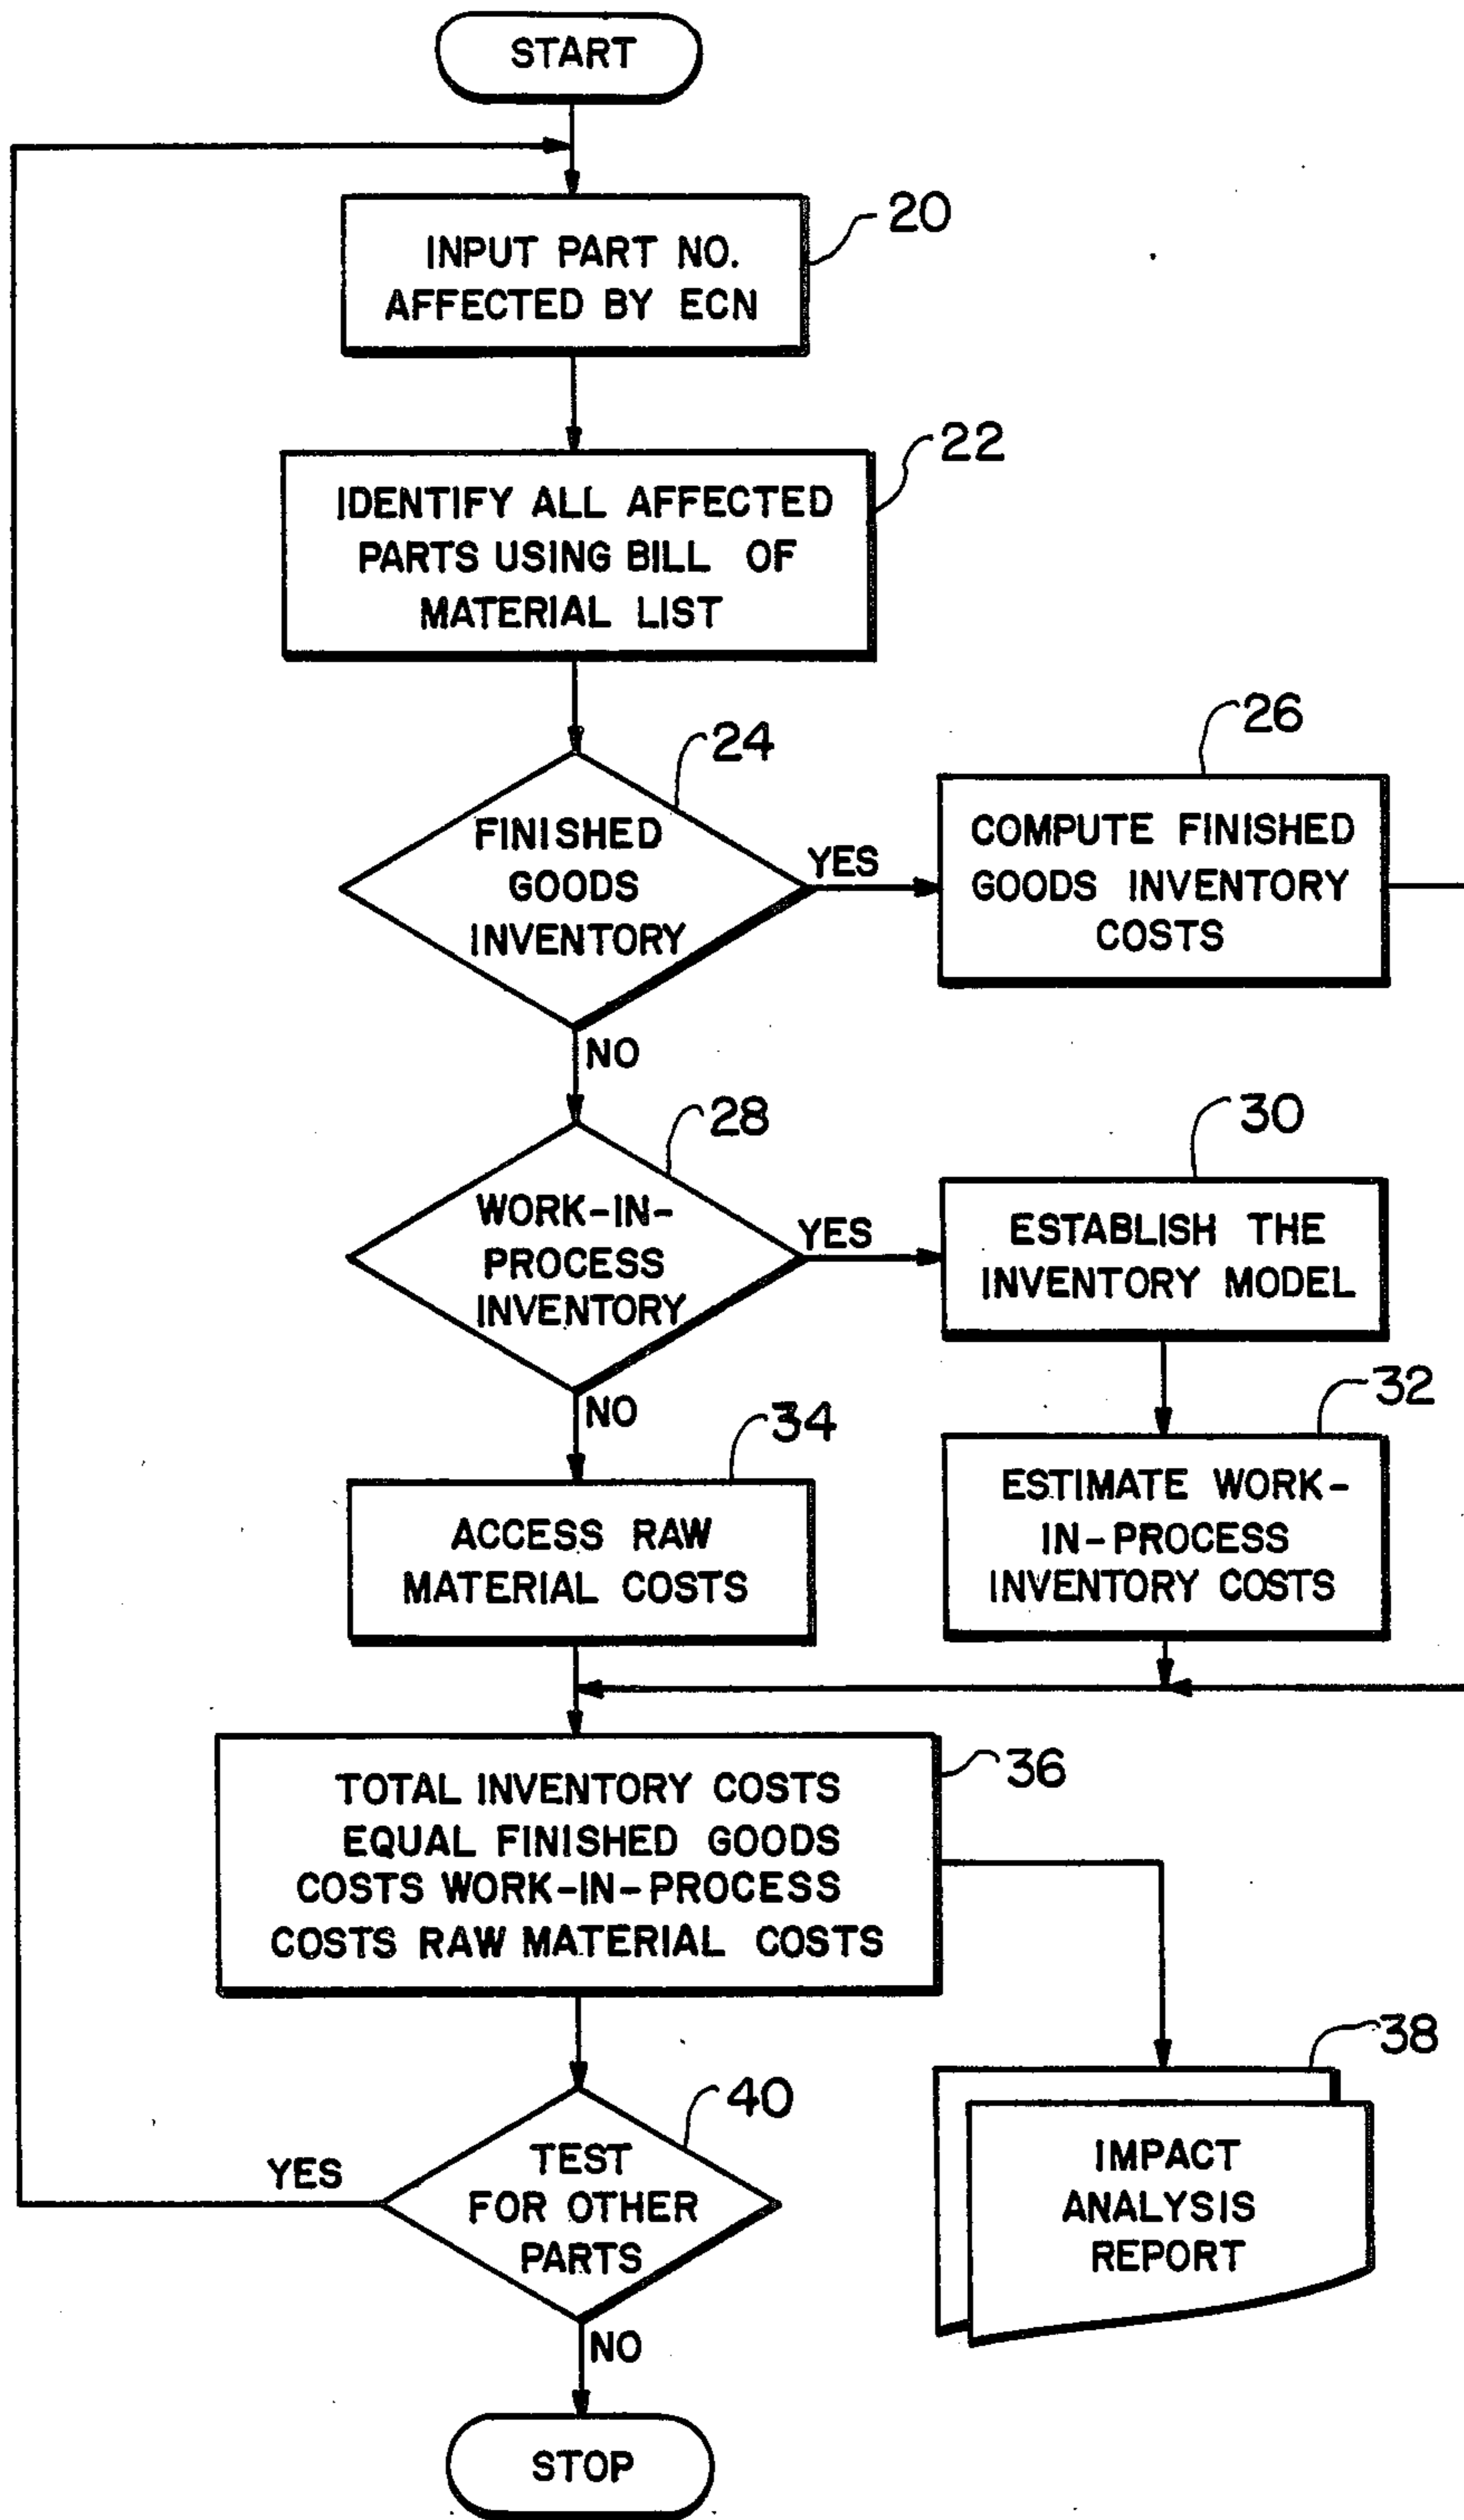 START
20
INPUT PART NO.
AFFECTED BY ECN
22
IDENTIFY ALL AFFECTED
PARTS USING BILL OF
MATERIAL LIST
24
FINISHED
GOODS
INVENTORY
YES
NO
26
COMPUTE FINISHED
GOODS INVENTORY
COSTS
28
WORK-IN-
PROCESS
INVENTORY
YES
NO
30
ESTABLISH THE
INVENTORY MODEL
32
ESTIMATE WORK-
IN-PROCESS
INVENTORY COSTS
34
ACCESS RAW
MATERIAL COSTS
36
TOTAL INVENTORY COSTS
EQUAL FINISHED GOODS
COSTS WORK-IN-PROCESS
COSTS RAW MATERIAL COSTS
38
IMPACT
ANALYSIS
REPORT
40
TEST
FOR OTHER
PARTS
YES
NO
STOP